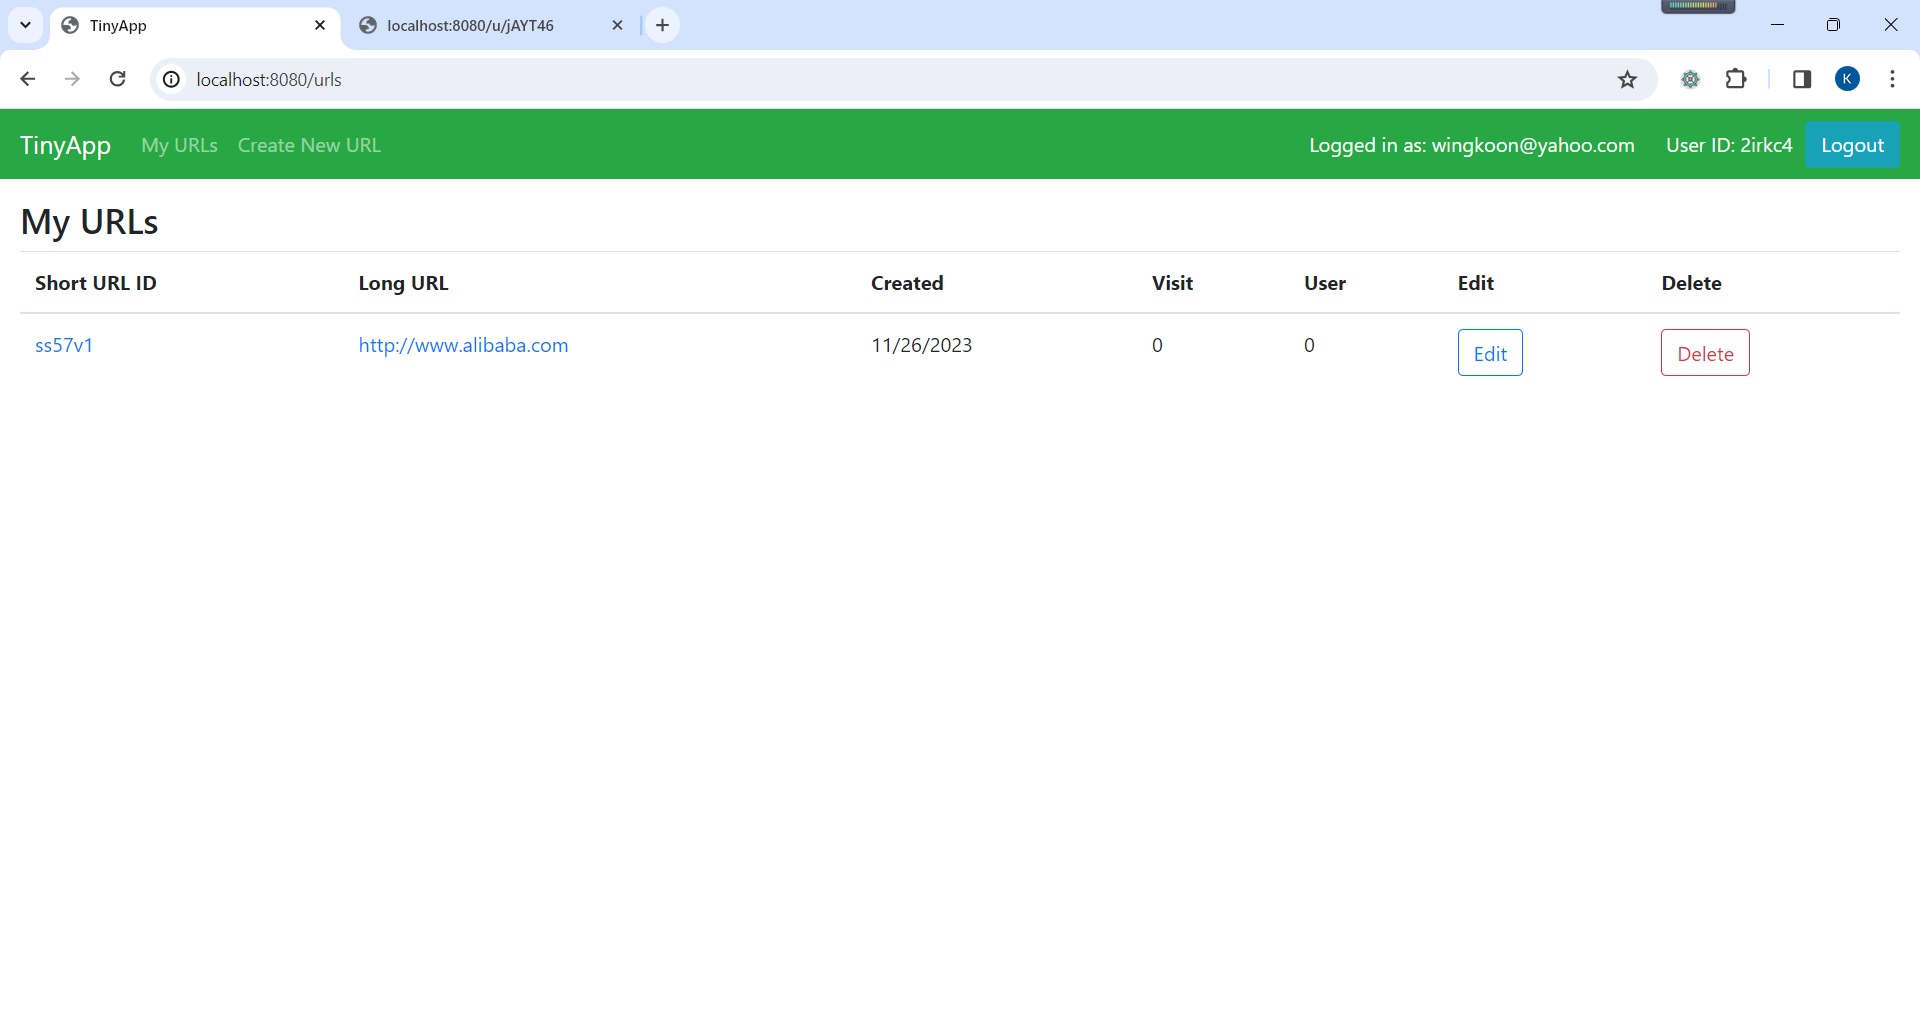 TinyApp
localhost:8080/u/jAYT46
localhost:8080/urls
K
TinyApp My URLs Create New URL Logged in as: wingkoon@yahoo.com User ID: 2irkc4 Logout
My URLs
Short URL ID Long URL Created Visit User Edit Delete
ss57v1 http://www.alibaba.com 11/26/2023 0 0 Edit Delete